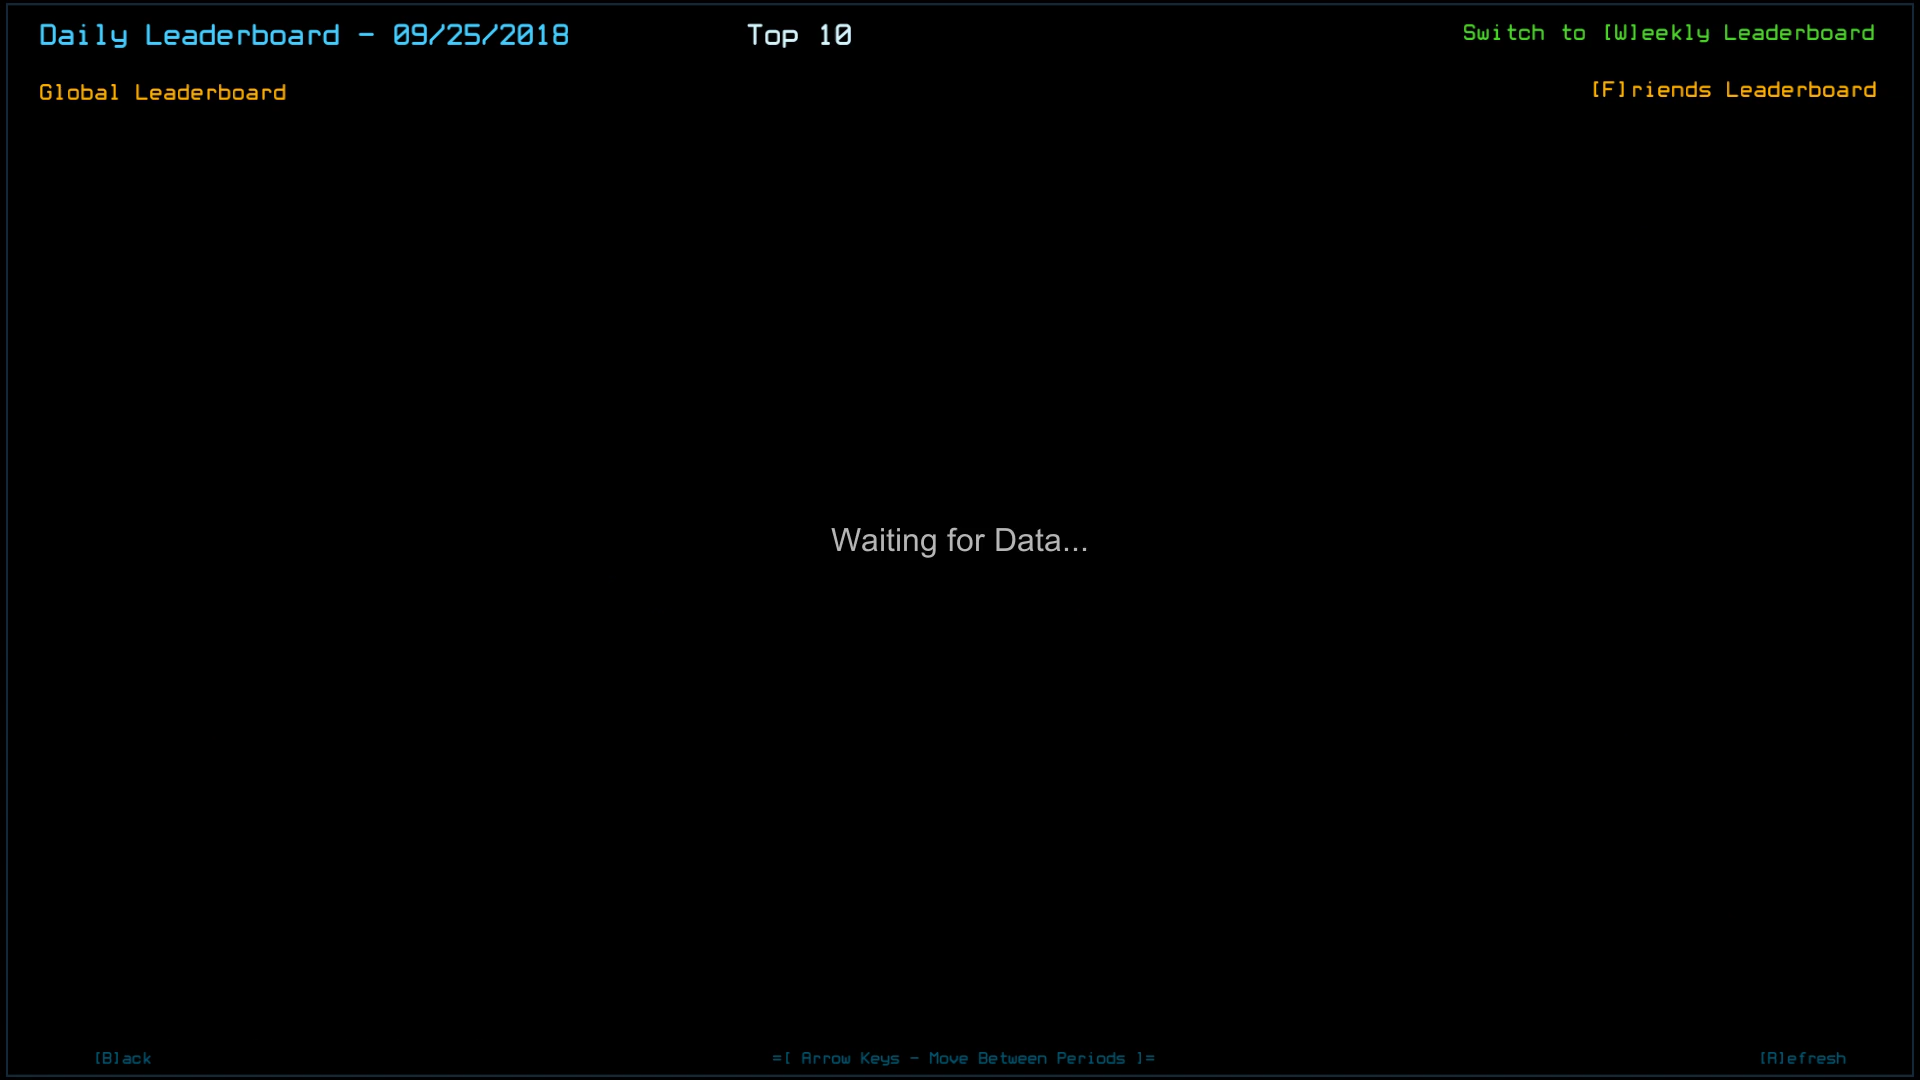 Daily Leaderboard - 09/25/2018
Top 10
Switch to [W]eekly Leaderboard
Global Leaderboard
[F]riends Leaderboard
Waiting for Data...
[B]ack
=[ Arrow Keys - Move Between Periods ]=
[R]efresh